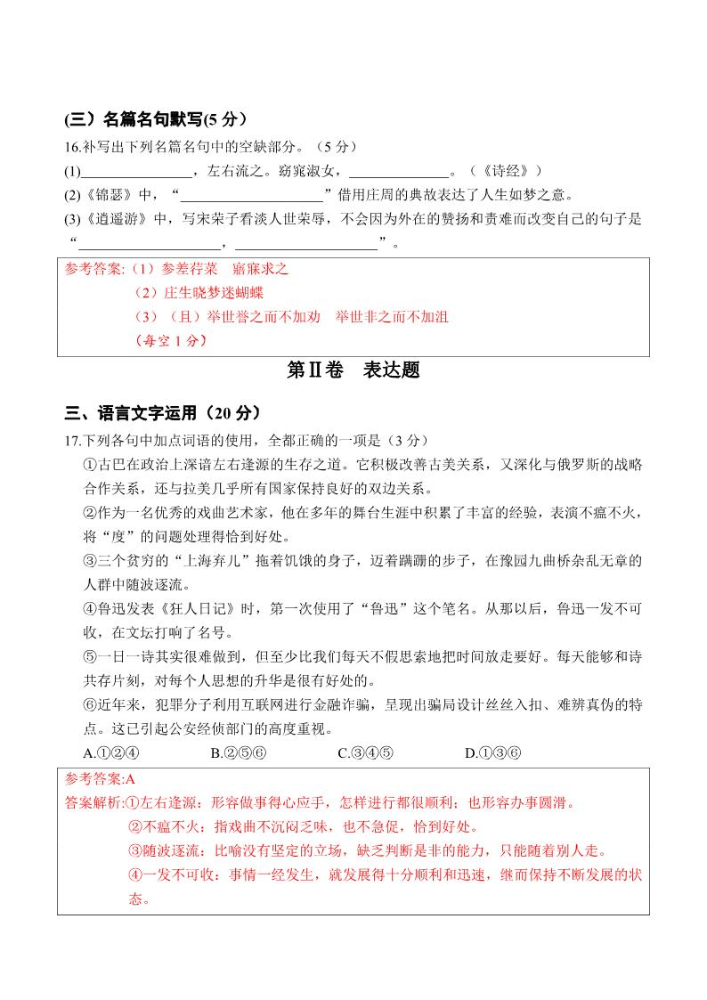 (三）名篇名句默写(5 分）
16.补写出下列名篇名句中的空缺部分。（5 分）
(1)________________，左右流之。窈窕淑女，______________。（《诗经》）
(2)《锦瑟》中，“____________________”借用庄周的典故表达了人生如梦之意。
(3)《逍遥游》中，写宋荣子看淡人世荣辱，不会因为外在的赞扬和责难而改变自己的句子是
“____________________，____________________”。
参考答案:（1）参差荇菜　寤寐求之
（2）庄生晓梦迷蝴蝶
（3）（且）举世誉之而不加劝　举世非之而不加沮
（每空 1 分）
第Ⅱ卷　表达题
三、语言文字运用（20 分）
17.下列各句中加点词语的使用，全都正确的一项是（3 分）
①古巴在政治上深谙左右逢源的生存之道。它积极改善古美关系，又深化与俄罗斯的战略
合作关系，还与拉美几乎所有国家保持良好的双边关系。
②作为一名优秀的戏曲艺术家，他在多年的舞台生涯中积累了丰富的经验，表演不瘟不火，
将“度”的问题处理得恰到好处。
③三个贫穷的“上海弃儿”拖着饥饿的身子，迈着蹒跚的步子，在豫园九曲桥杂乱无章的
人群中随波逐流。
④鲁迅发表《狂人日记》时，第一次使用了“鲁迅”这个笔名。从那以后，鲁迅一发不可
收，在文坛打响了名号。
⑤一日一诗其实很难做到，但至少比我们每天不假思索地把时间放走要好。每天能够和诗
共存片刻，对每个人思想的升华是很有好处的。
⑥近年来，犯罪分子利用互联网进行金融诈骗，呈现出骗局设计丝丝入扣、难辨真伪的特
点。这已引起公安经侦部门的高度重视。
A.①②④　B.②⑤⑥　C.③④⑤　D.①③⑥
参考答案:A
答案解析:①左右逢源：形容做事得心应手，怎样进行都很顺利；也形容办事圆滑。
②不瘟不火：指戏曲不沉闷乏味，也不急促，恰到好处。
③随波逐流：比喻没有坚定的立场，缺乏判断是非的能力，只能随着别人走。
④一发不可收：事情一经发生，就发展得十分顺利和迅速，继而保持不断发展的状
态。